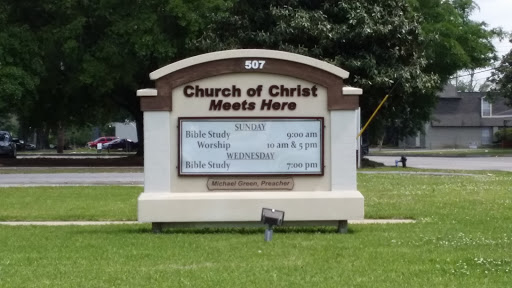 507
Church of Christ
Meets Here
SUNDAY
Bible Study 9:00 am
Worship 10 am & 5 pm
WEDNESDAY
Bible Study 7:00 pm
Michael Green, Preacher